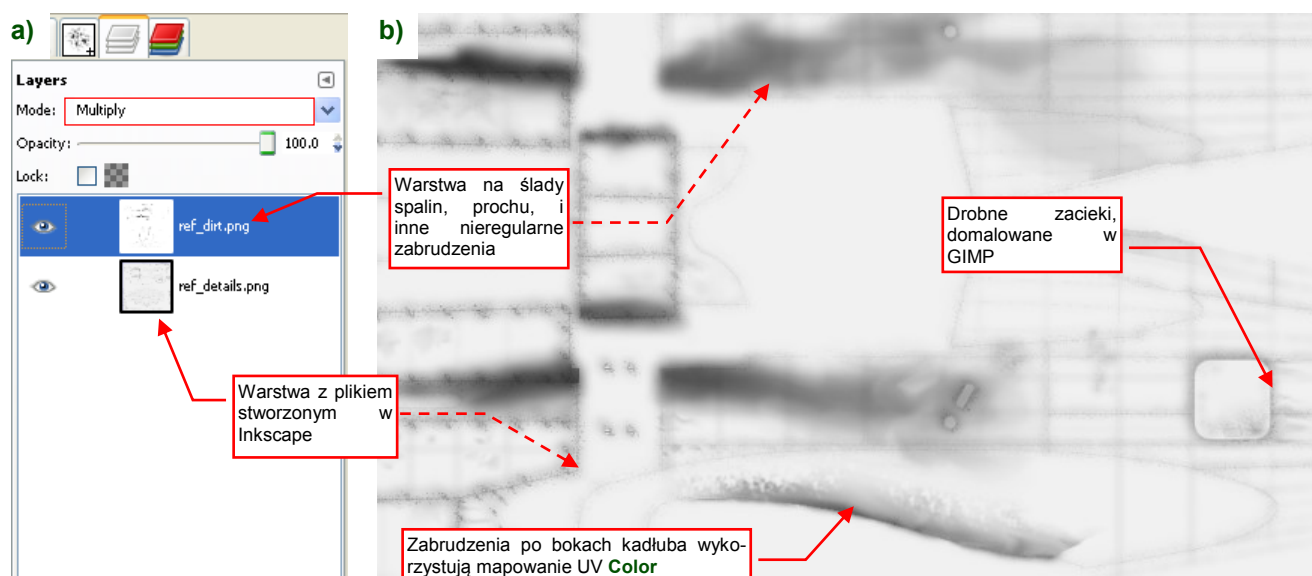 a)
Layers
Mode: Multiply
Opacity: 100.0
Lock:
ref_dirt.png
ref_details.png
b)
Warstwa na ślady
spalin, prochu, i
inne nieregularne
zabrudzenia
Drobne zacieki,
domalowane w
GIMP
Warstwa z plikiem
stworzonym w
Inkscape
Zabrudzenia po bokach kadłuba wyko-
rzystują mapowanie UV Color